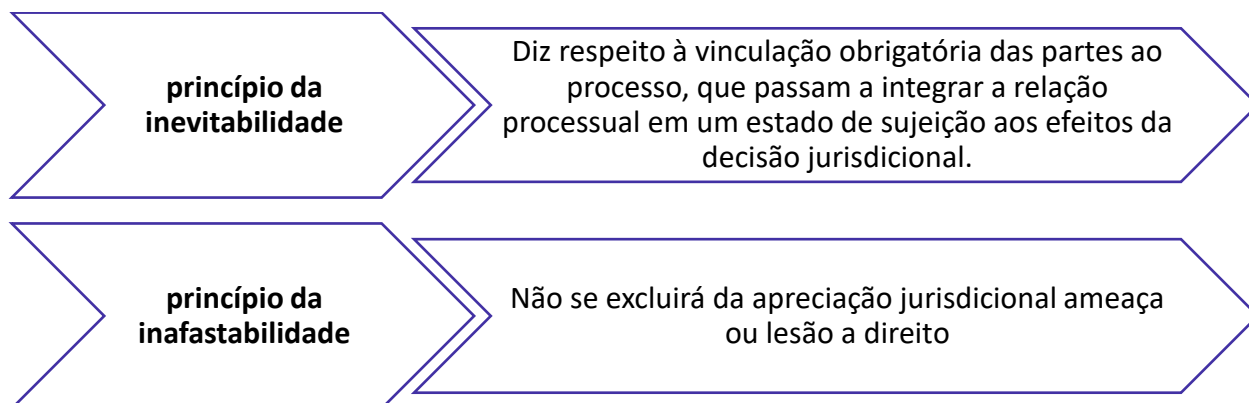 princípio da
inevitabilidade
Diz respeito à vinculação obrigatória das partes ao
processo, que passam a integrar a relação
processual em um estado de sujeição aos efeitos da
decisão jurisdicional.
princípio da
inafastabilidade
Não se excluirá da apreciação jurisdicional ameaça
ou lesão a direito